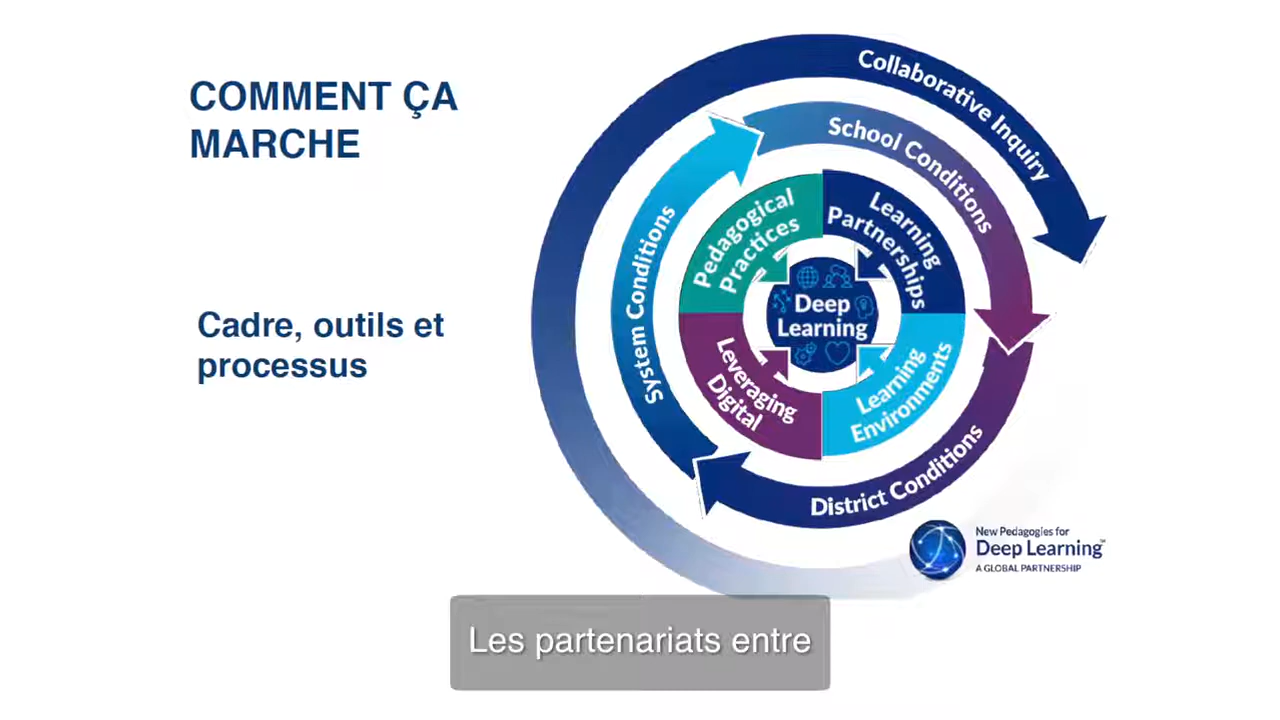 COMMENT ÇA
MARCHE
Cadre, outils et
processus
Collaborative Inquiry
School Conditions
System Conditions
District Conditions
Pedagogical
Practices
Learning
Partnerships
Leveraging
Digital
Learning
Environments
Deep
Learning
New Pedagogies for
Deep Learning™
A GLOBAL PARTNERSHIP
Les partenariats entre